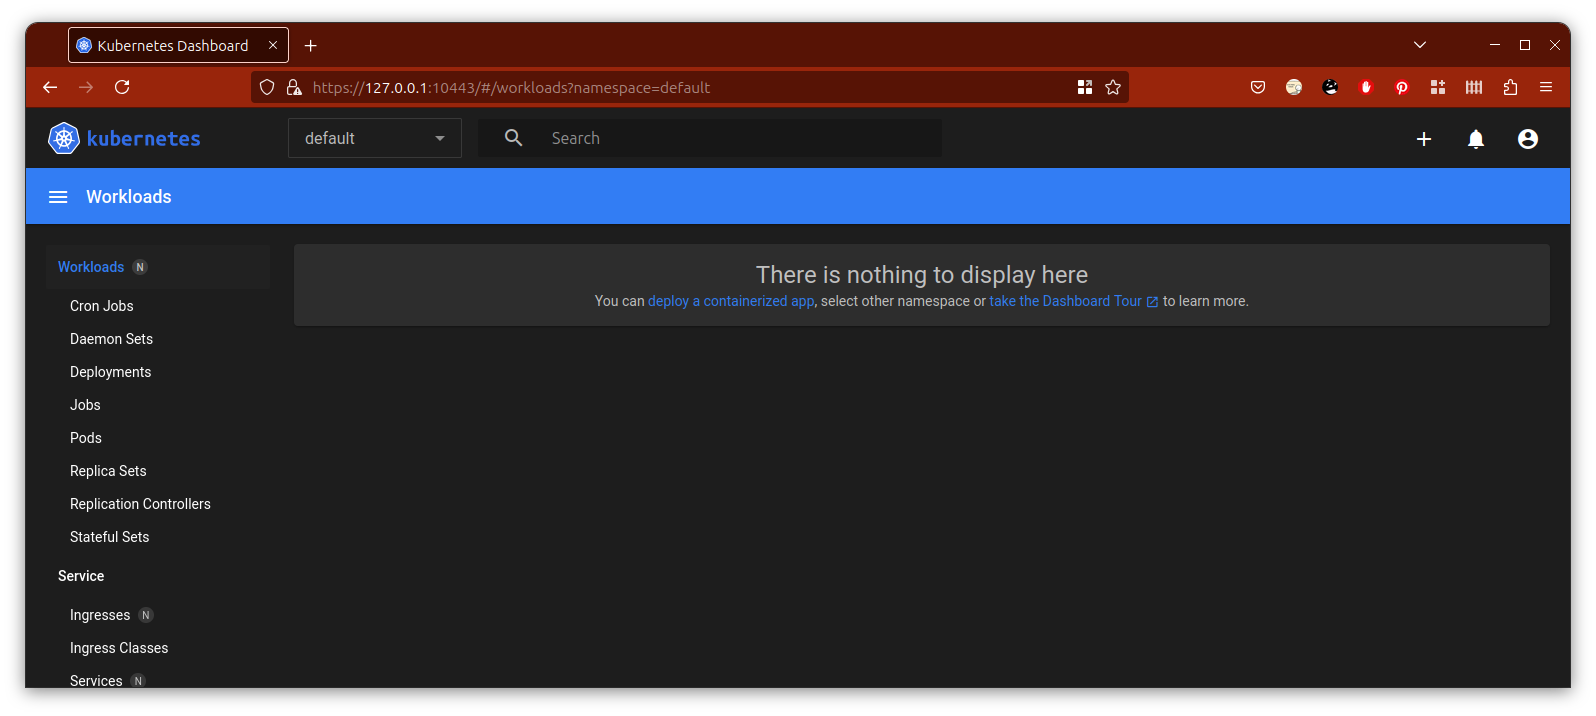 Kubernetes Dashboard
https://127.0.0.1:10443/#/workloads?namespace=default
kubernetes
default
Search
Workloads
Workloads N
Cron Jobs
Daemon Sets
Deployments
Jobs
Pods
Replica Sets
Replication Controllers
Stateful Sets
Service
Ingresses N
Ingress Classes
Services N
There is nothing to display here
You can deploy a containerized app, select other namespace or take the Dashboard Tour to learn more.